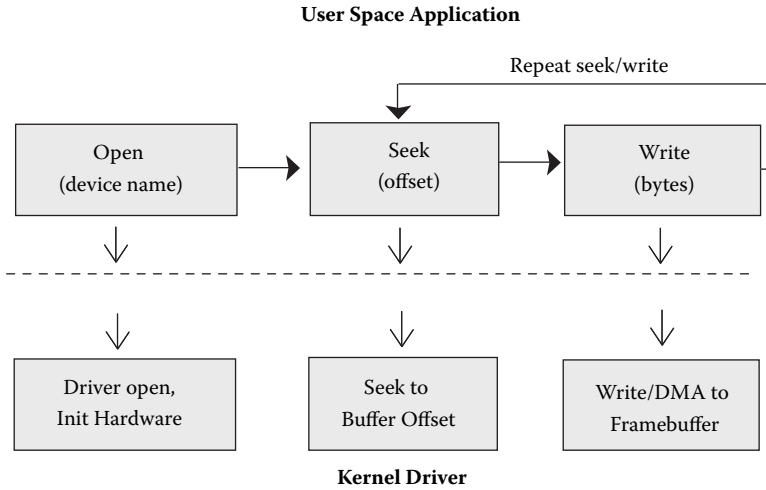 User Space Application
Repeat seek/write
Open
(device name)
Seek
(offset)
Write
(bytes)
Driver open,
Init Hardware
Seek to
Buffer Offset
Write/DMA to
Framebuffer
Kernel Driver